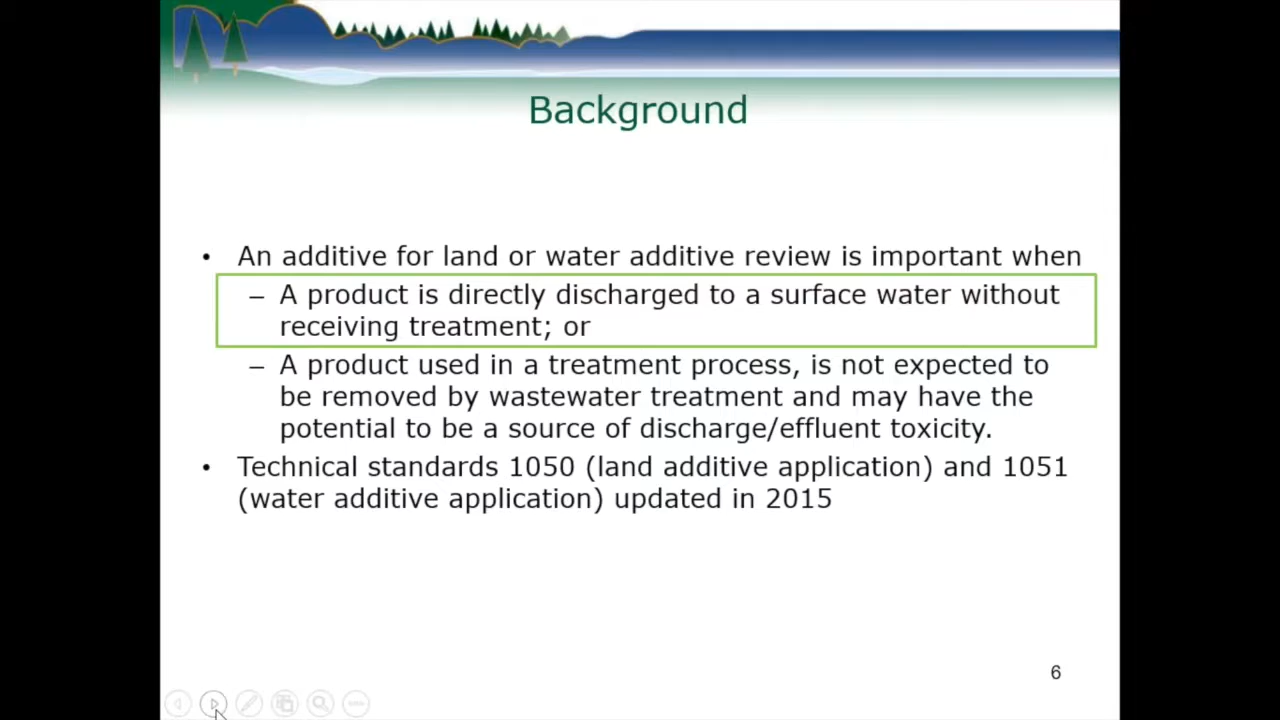 Background
• An additive for land or water additive review is important when
– A product is directly discharged to a surface water without
receiving treatment; or
– A product used in a treatment process, is not expected to
be removed by wastewater treatment and may have the
potential to be a source of discharge/effluent toxicity.
• Technical standards 1050 (land additive application) and 1051
(water additive application) updated in 2015
6